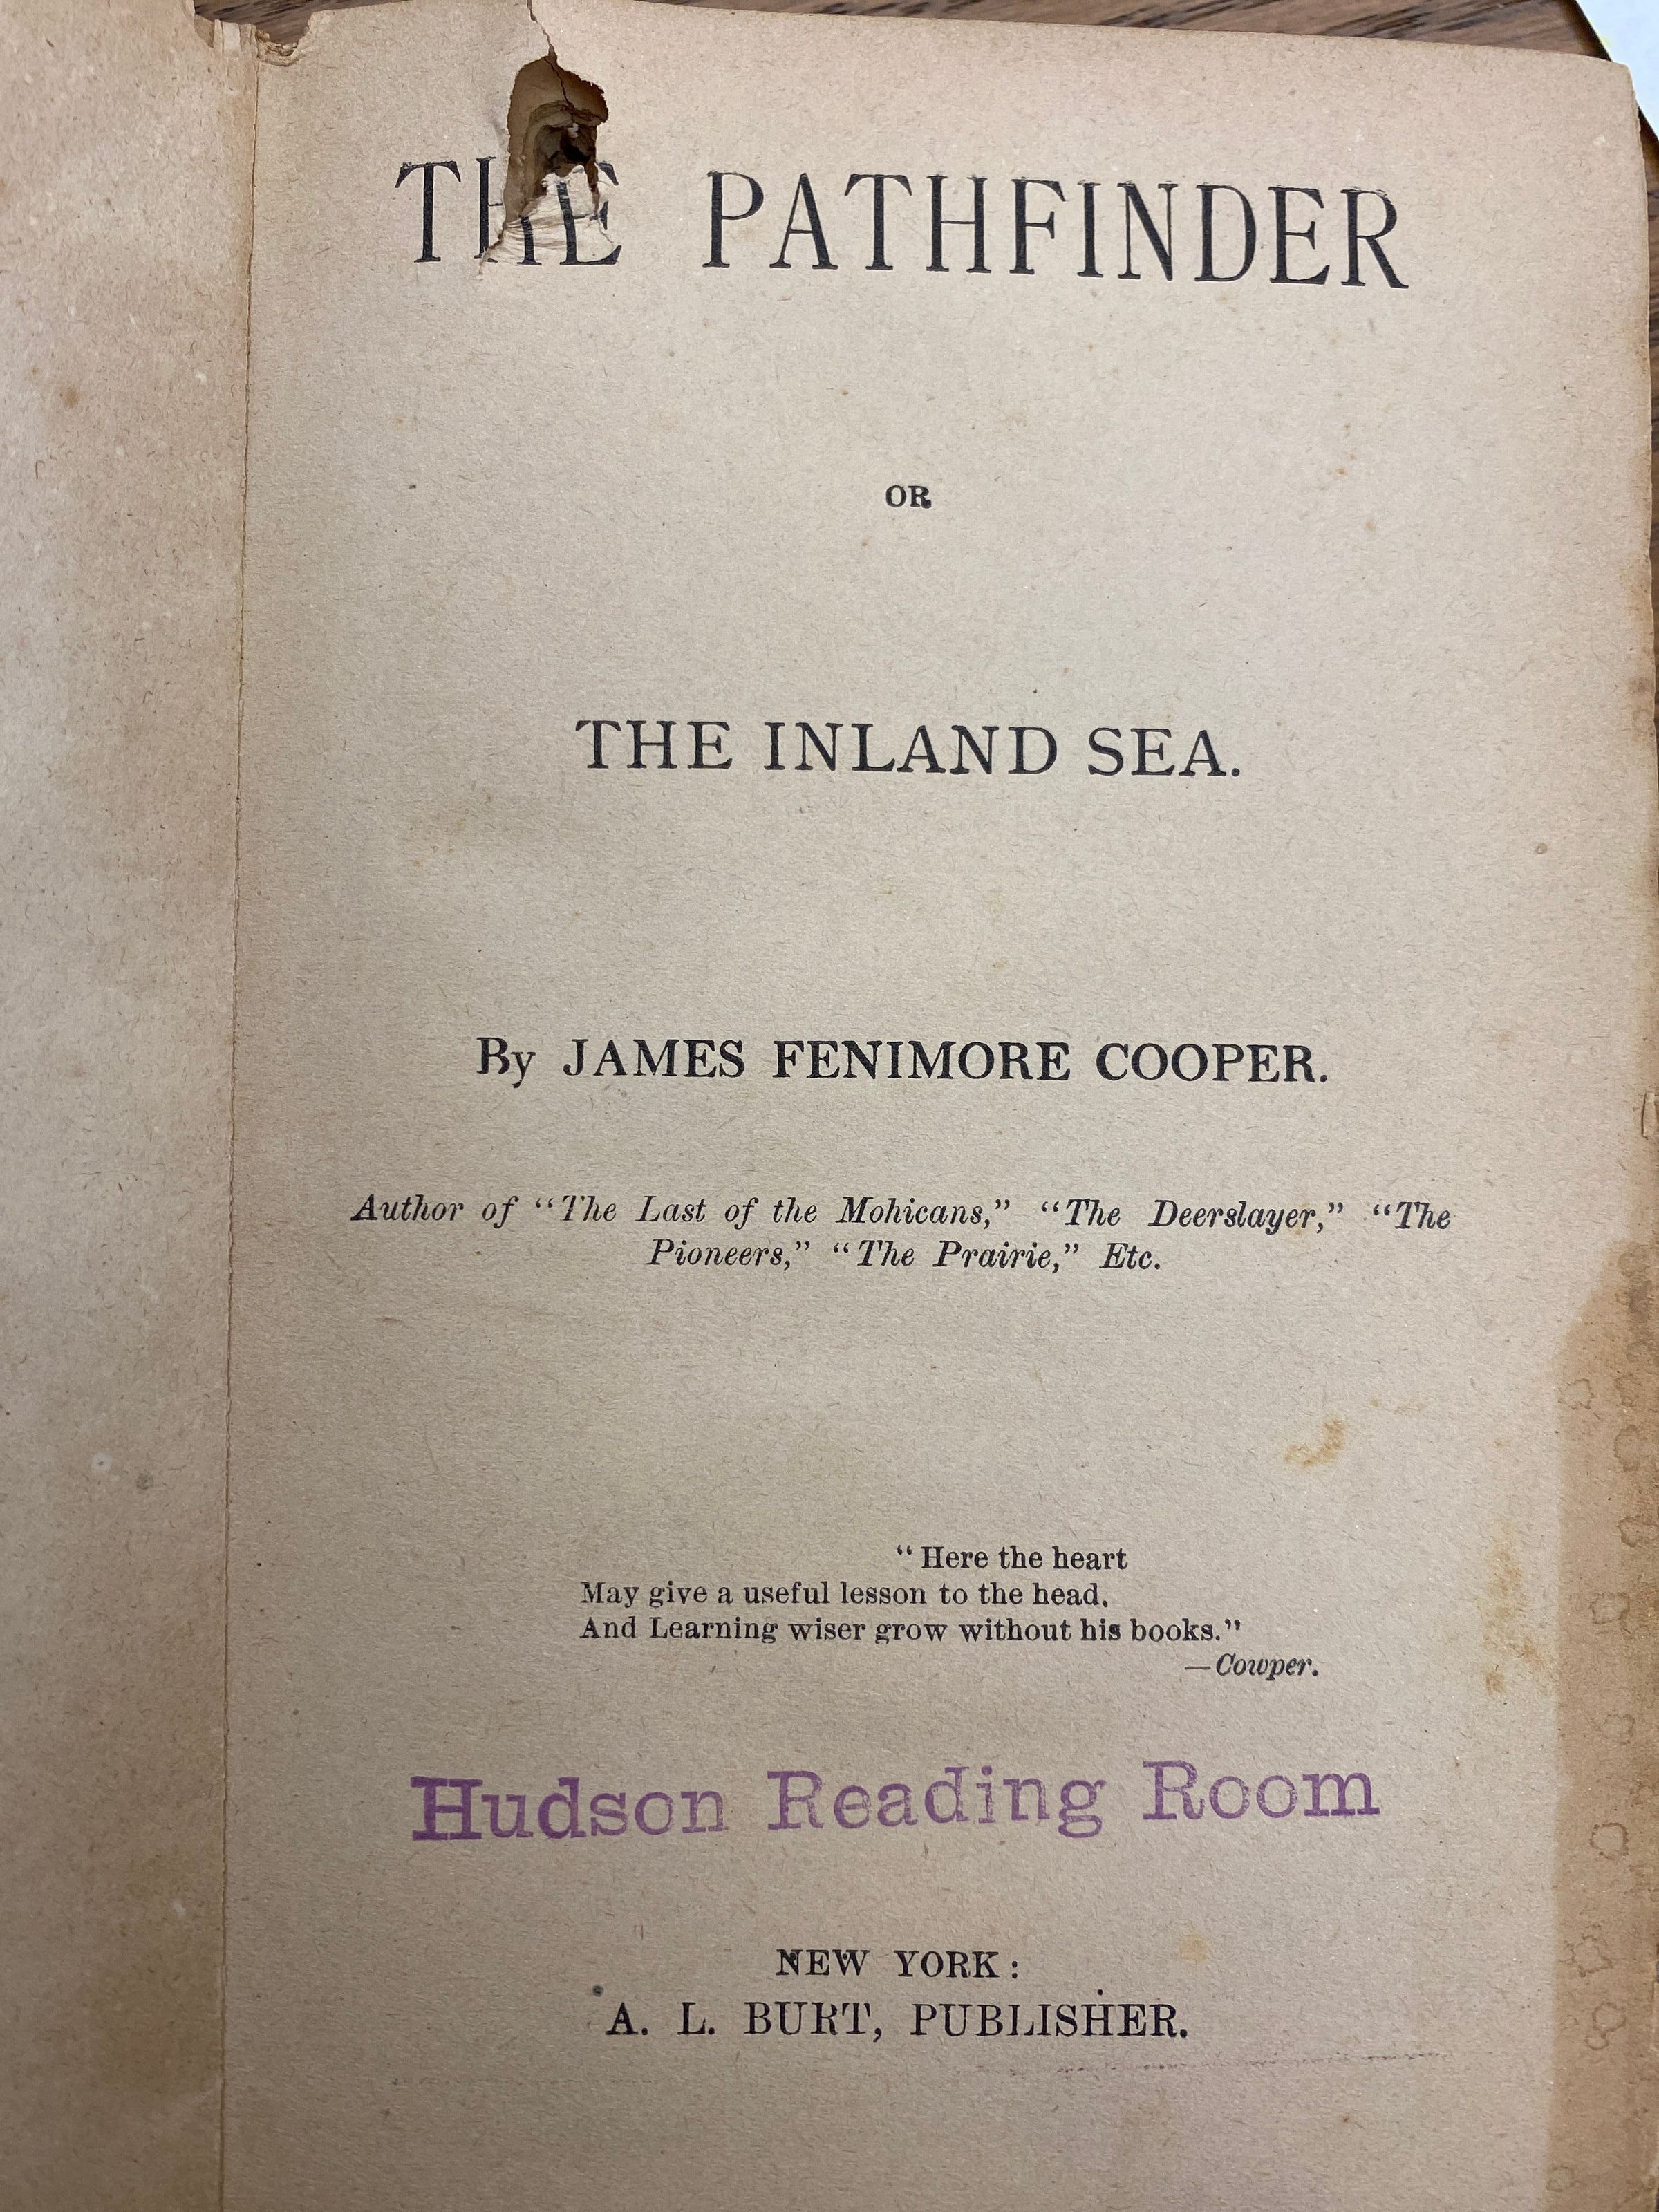 THE PATHFINDER
OR
THE INLAND SEA.
By JAMES FENIMORE COOPER.
Author of "The Last of the Mohicans," "The Deerslayer," "The
Pioneers," "The Prairie," Etc.
"Here the heart
May give a useful lesson to the head.
And Learning wiser grow without his books."
—Cowper.
Hudson Reading Room
NEW YORK:
A. L. BURT, PUBLISHER.